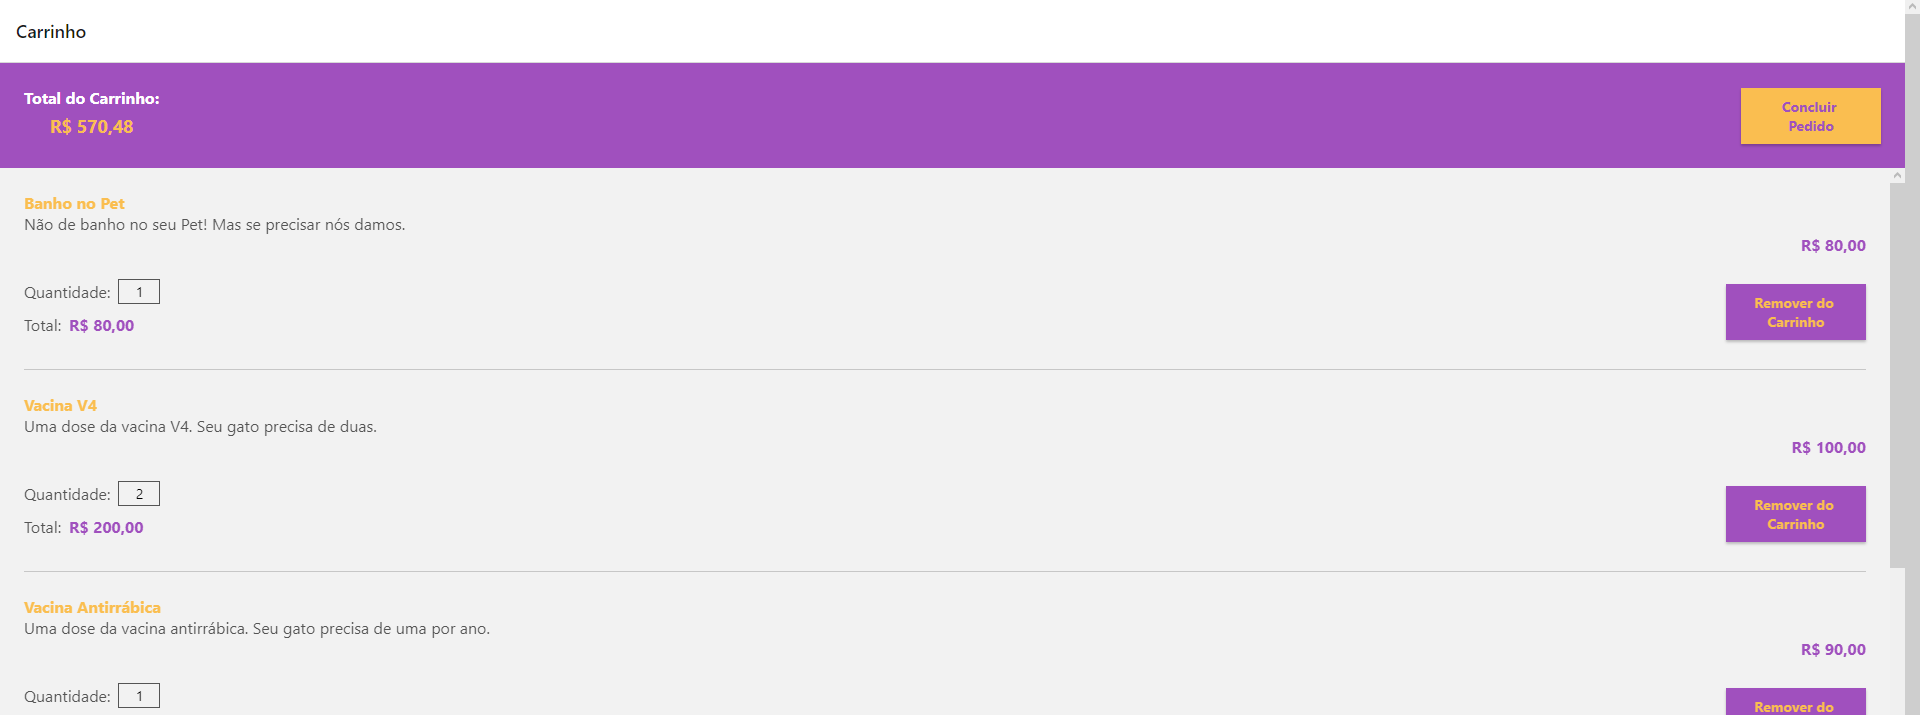 Carrinho
Total do Carrinho:
R$ 570,48
Concluir
Pedido
Banho no Pet
Não de banho no seu Pet! Mas se precisar nós damos.
R$ 80,00
Quantidade: 1
Total: R$ 80,00
Remover do
Carrinho
Vacina V4
Uma dose da vacina V4. Seu gato precisa de duas.
R$ 100,00
Quantidade: 2
Total: R$ 200,00
Remover do
Carrinho
Vacina Antirrábica
Uma dose da vacina antirrábica. Seu gato precisa de uma por ano.
R$ 90,00
Quantidade: 1
Remover do